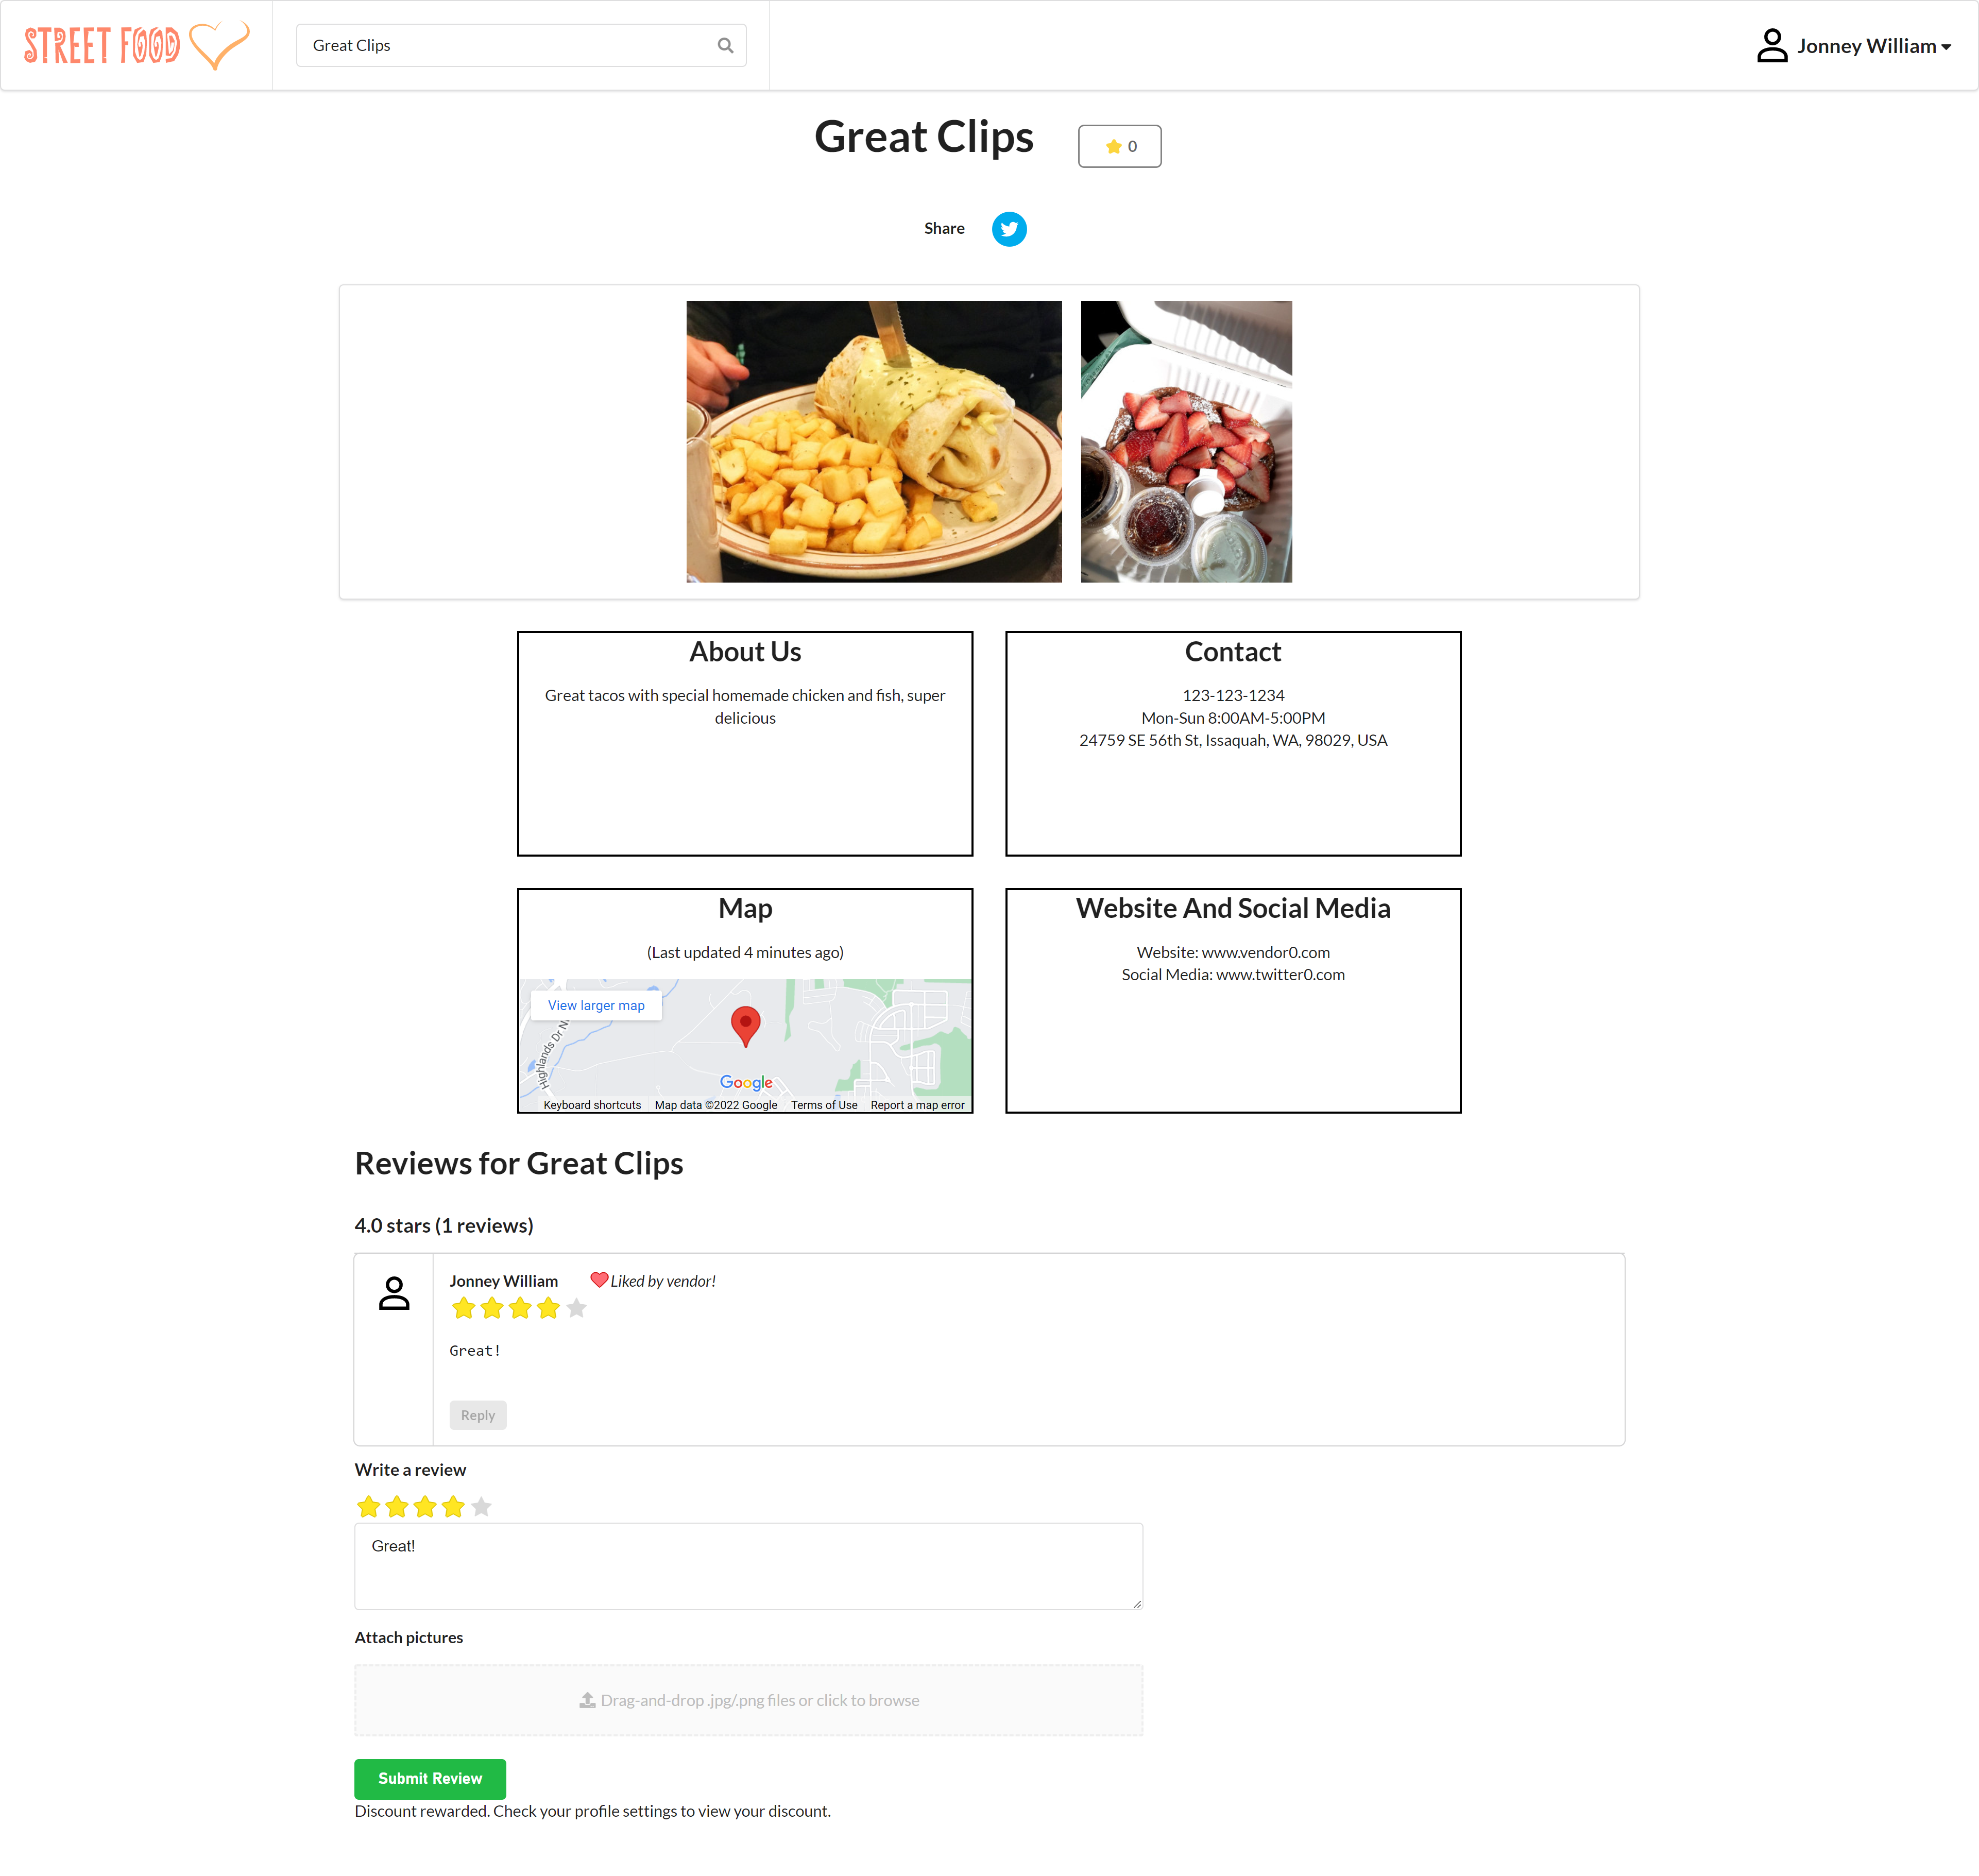 STREET FOOD
Great Clips
Jonney William
Great Clips
0
Share
About Us
Great tacos with special homemade chicken and fish, super
delicious
Contact
123-123-1234
Mon-Sun 8:00AM-5:00PM
24759 SE 56th St, Issaquah, WA, 98029, USA
Map
(Last updated 4 minutes ago)
View larger map
Highlands Dr N
Google
Keyboard shortcuts
Map data ©2022 Google
Terms of Use
Report a map error
Website And Social Media
Website: www.vendor0.com
Social Media: www.twitter0.com
Reviews for Great Clips
4.0 stars (1 reviews)
Jonney William
Liked by vendor!
Great!
Reply
Write a review
Great!
Attach pictures
Drag-and-drop .jpg/.png files or click to browse
Submit Review
Discount rewarded. Check your profile settings to view your discount.